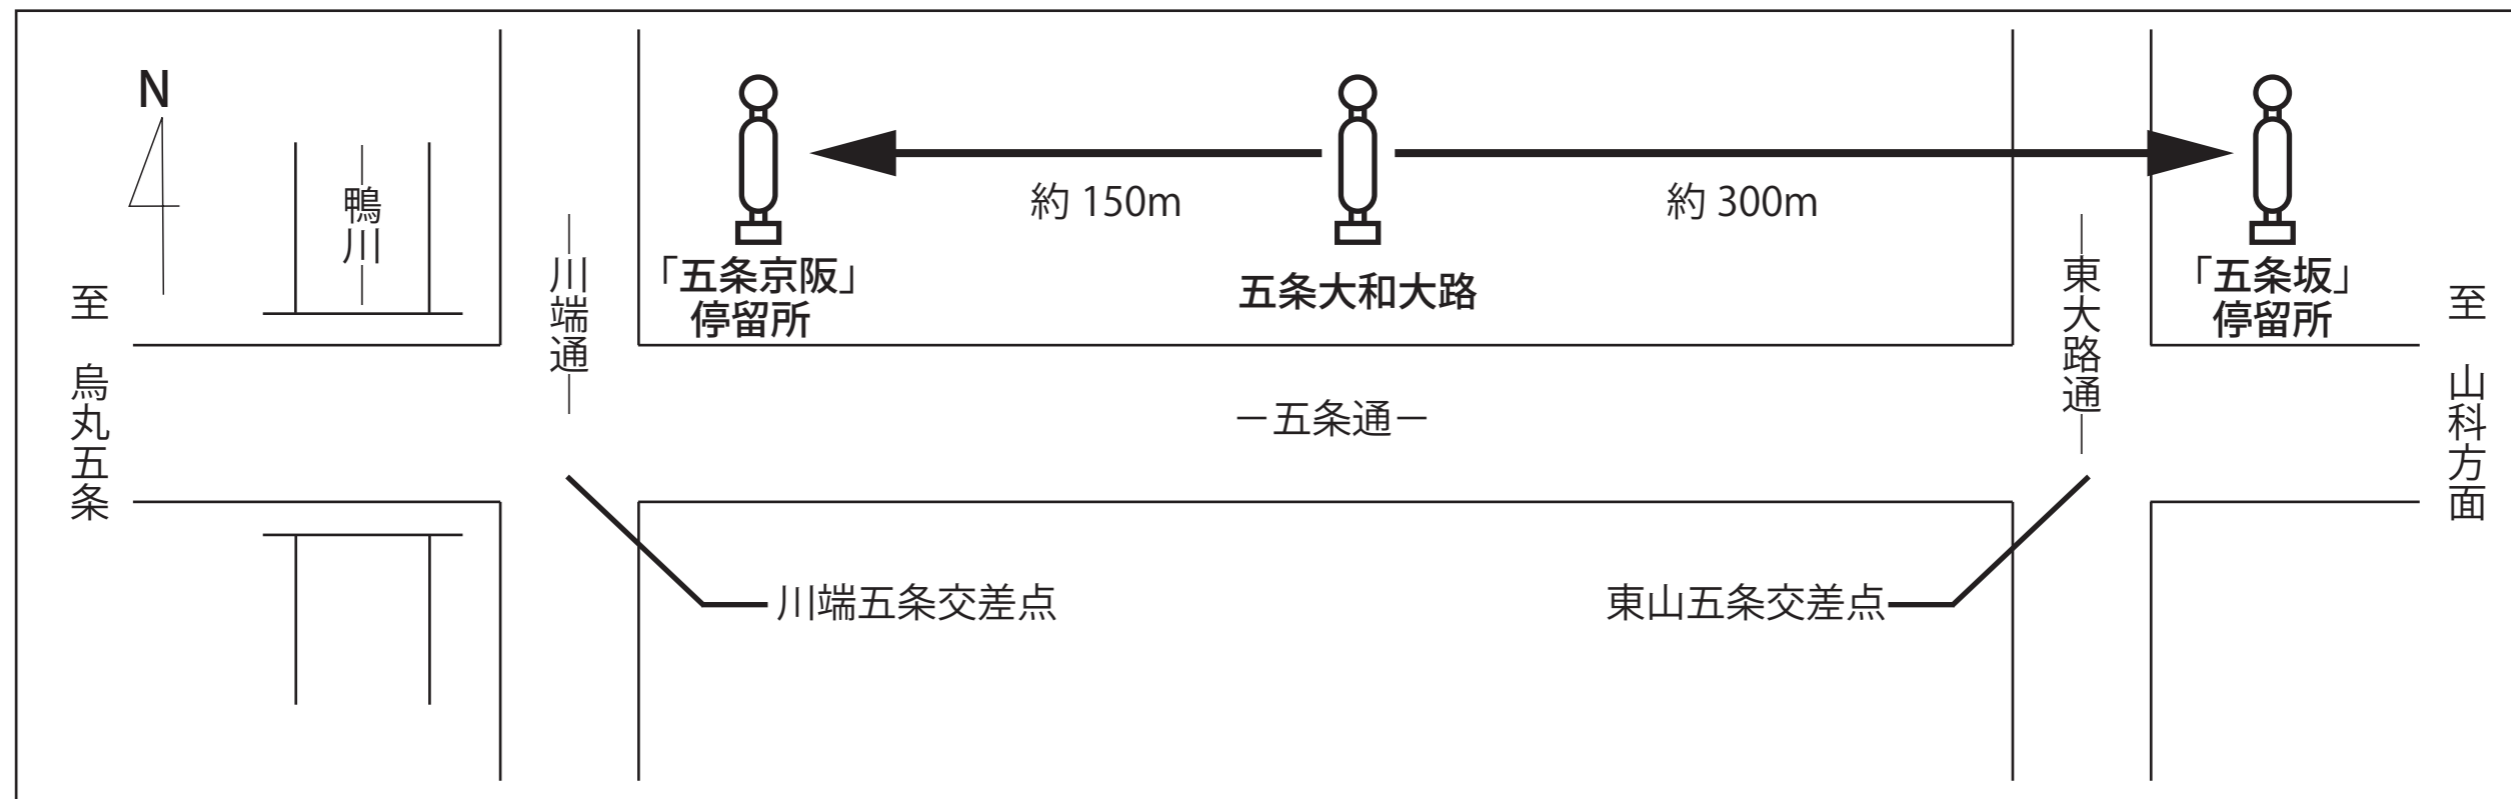 N
至 烏丸五条
―鴨川―
―川端通―
「五条京阪」
停留所
約 150m
五条大和大路
約 300m
―東大路通―
「五条坂」
停留所
至 山科方面
―五条通―
川端五条交差点
東山五条交差点